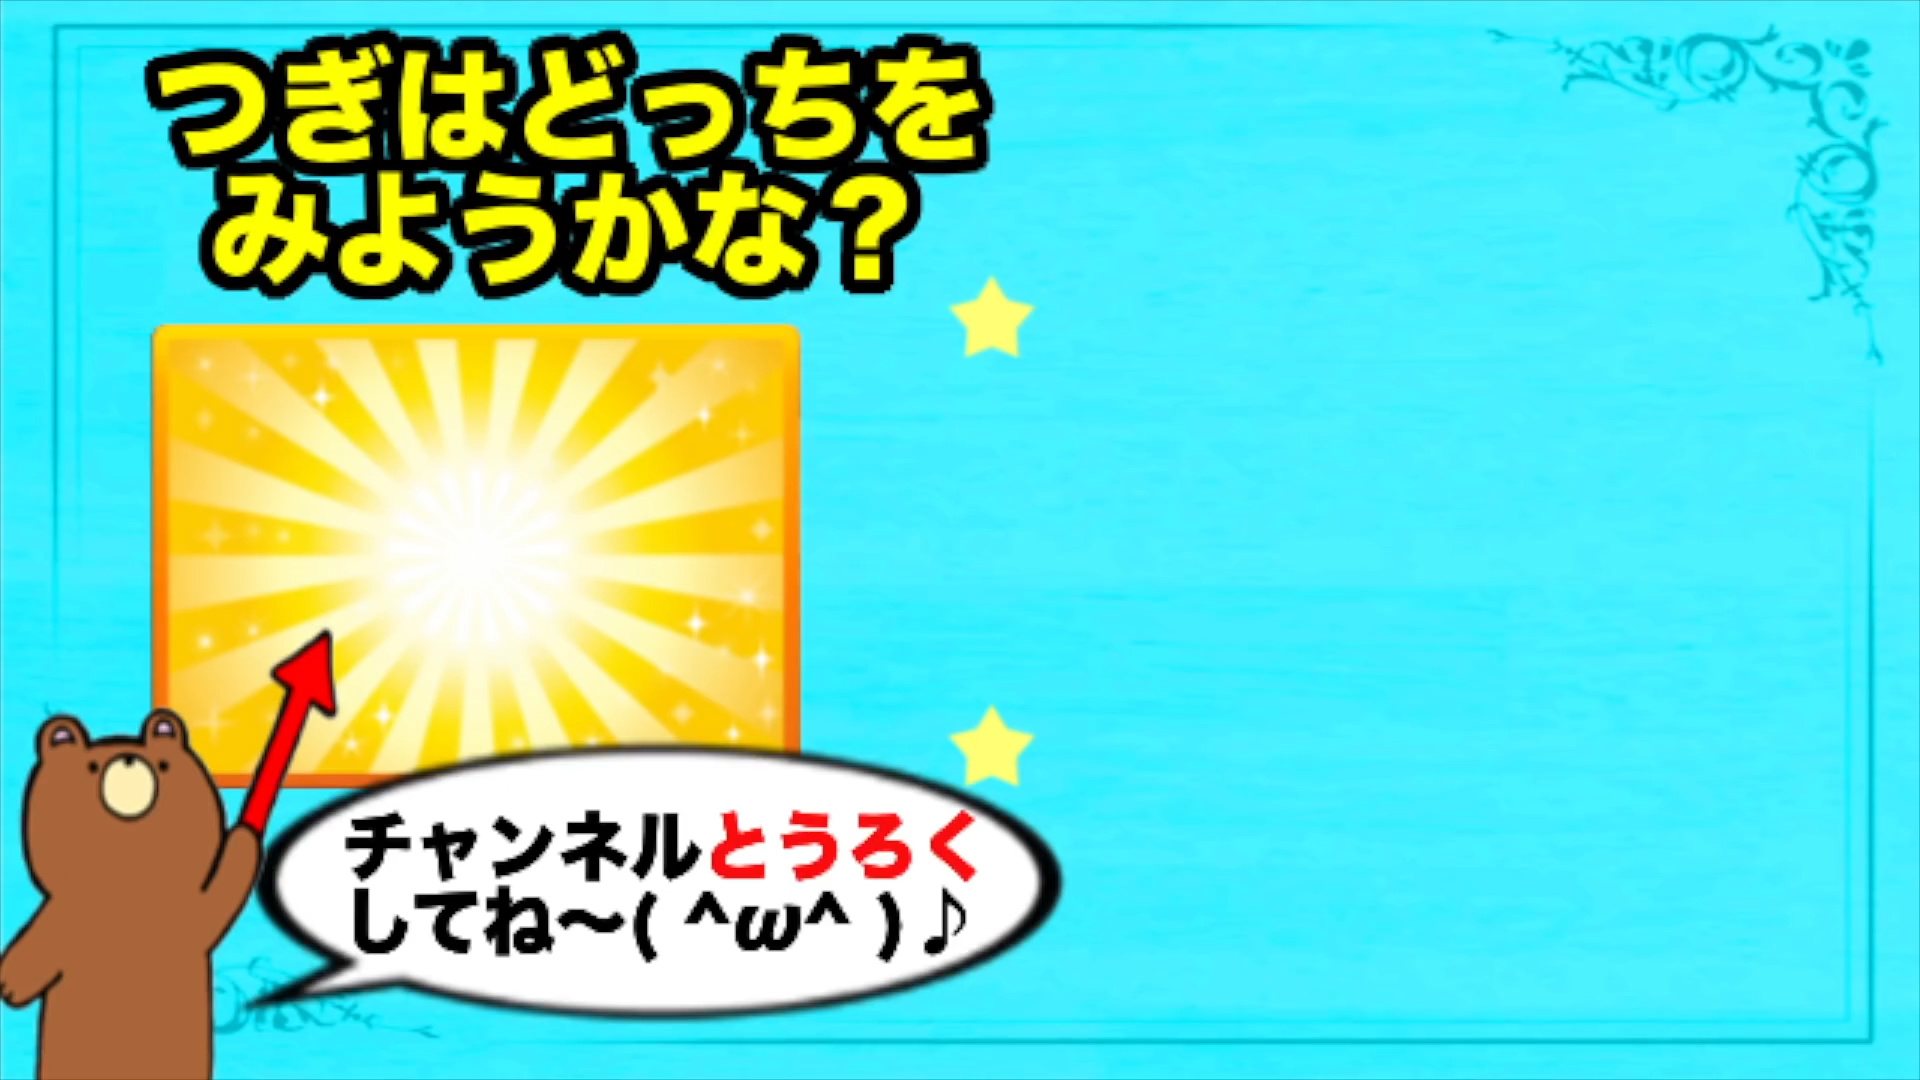 つぎはどっちを
みようかな？
チャンネルとうろく
してね〜( ^ω^ )♪